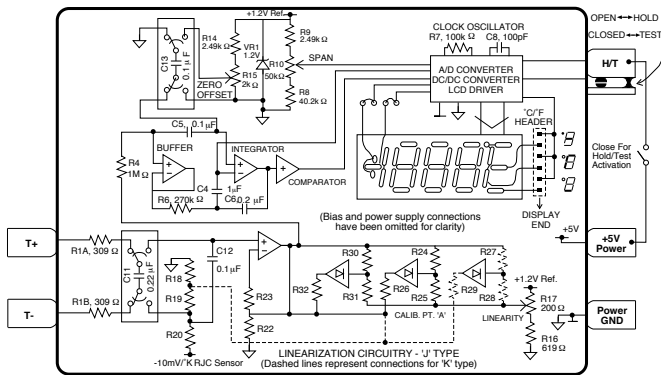 +1.2V Ref.
CLOCK OSCILLATOR
OPEN HOLD
R7, 100k Ω
C8, 100pF
CLOSED TEST
R14
2.49k Ω
VR1
1.2V
R9
2.49k Ω
SPAN
H/T
C13
0.1 µF
R15
2k Ω
R10
50k Ω
A/D CONVERTER
DC/DC CONVERTER
LCD DRIVER
ZERO
OFFSET
R8
40.2k Ω
°C/°F
HEADER
C5, 0.1 µF
BUFFER
INTEGRATOR
R4
1M Ω
C4
1µF
COMPARATOR
R6, 270k Ω
C6 0.2 µF
Close For
Hold/Test
Activation
(Bias and power supply connections
have been omitted for clarity)
DISPLAY
END
+5V
+5V
Power
T+
R1A, 309 Ω
C12
0.1µF
C11
0.22 µF
R18
R19
R20
R23
R22
R32
R30
R31
R26
R24
R25
R29
R27
R28
+1.2V Ref.
R17
200 Ω
T-
R1B, 309 Ω
CALIB. PT. 'A'
LINEARITY
Power
GND
R16
619 Ω
-10mV/°K RJC Sensor
LINEARIZATION CIRCUITRY - 'J' TYPE
(Dashed lines represent connections for 'K' type)